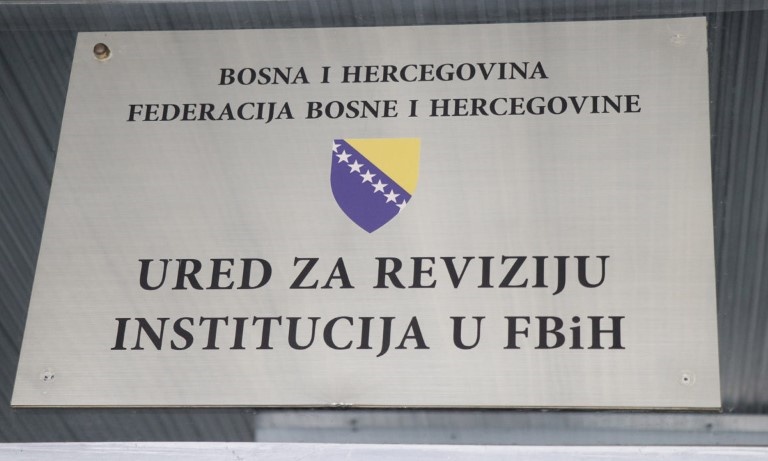 BOSNA I HERCEGOVINA
FEDERACIJA BOSNE I HERCEGOVINE
URED ZA REVIZIJU
INSTITUCIJA U FBiH